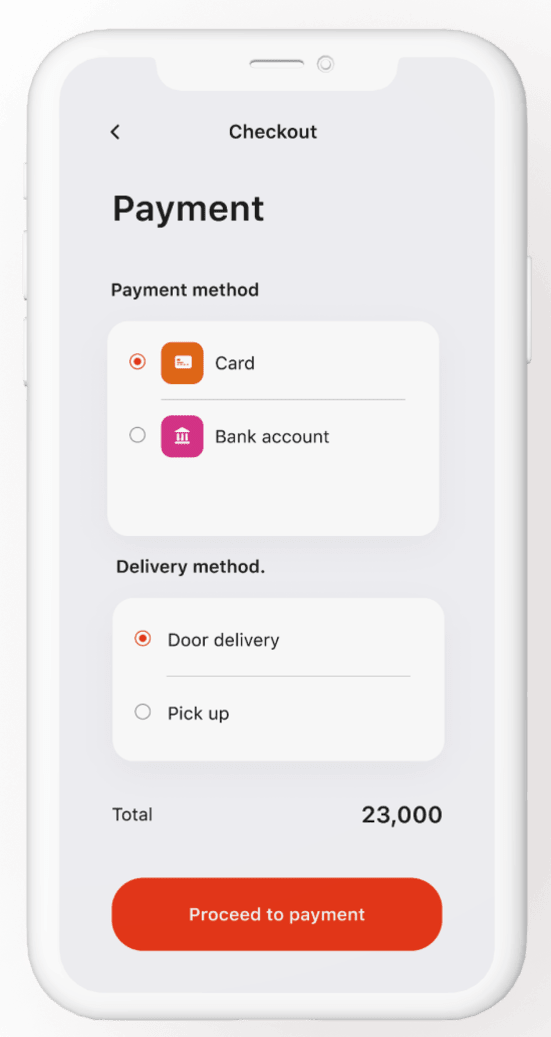 Checkout
Payment
Payment method
Card
Bank account
Delivery method.
Door delivery
Pick up
Total 23,000
Proceed to payment